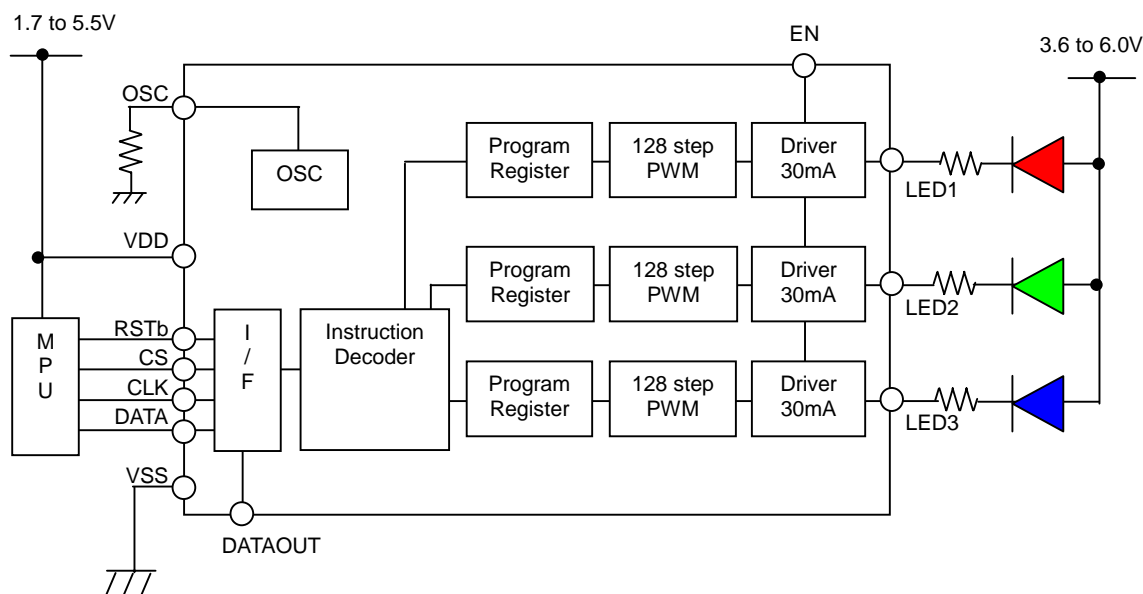 1.7 to 5.5V
EN
3.6 to 6.0V
OSC
OSC
Program
Register
128 step
PWM
Driver
30mA
LED1
VDD
Program
Register
128 step
PWM
Driver
30mA
LED2
M
P
U
RSTb
CS
CLK
DATA
I
/
F
Instruction
Decoder
Program
Register
128 step
PWM
Driver
30mA
LED3
VSS
DATAOUT